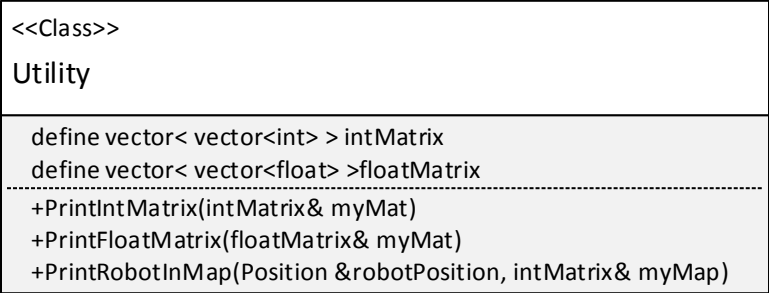 <<Class>>
Utility
define vector< vector<int> > intMatrix
define vector< vector<float> >floatMatrix
+PrintIntMatrix(intMatrix& myMat)
+PrintFloatMatrix(floatMatrix& myMat)
+PrintRobotInMap(Position &robotPosition, intMatrix& myMap)